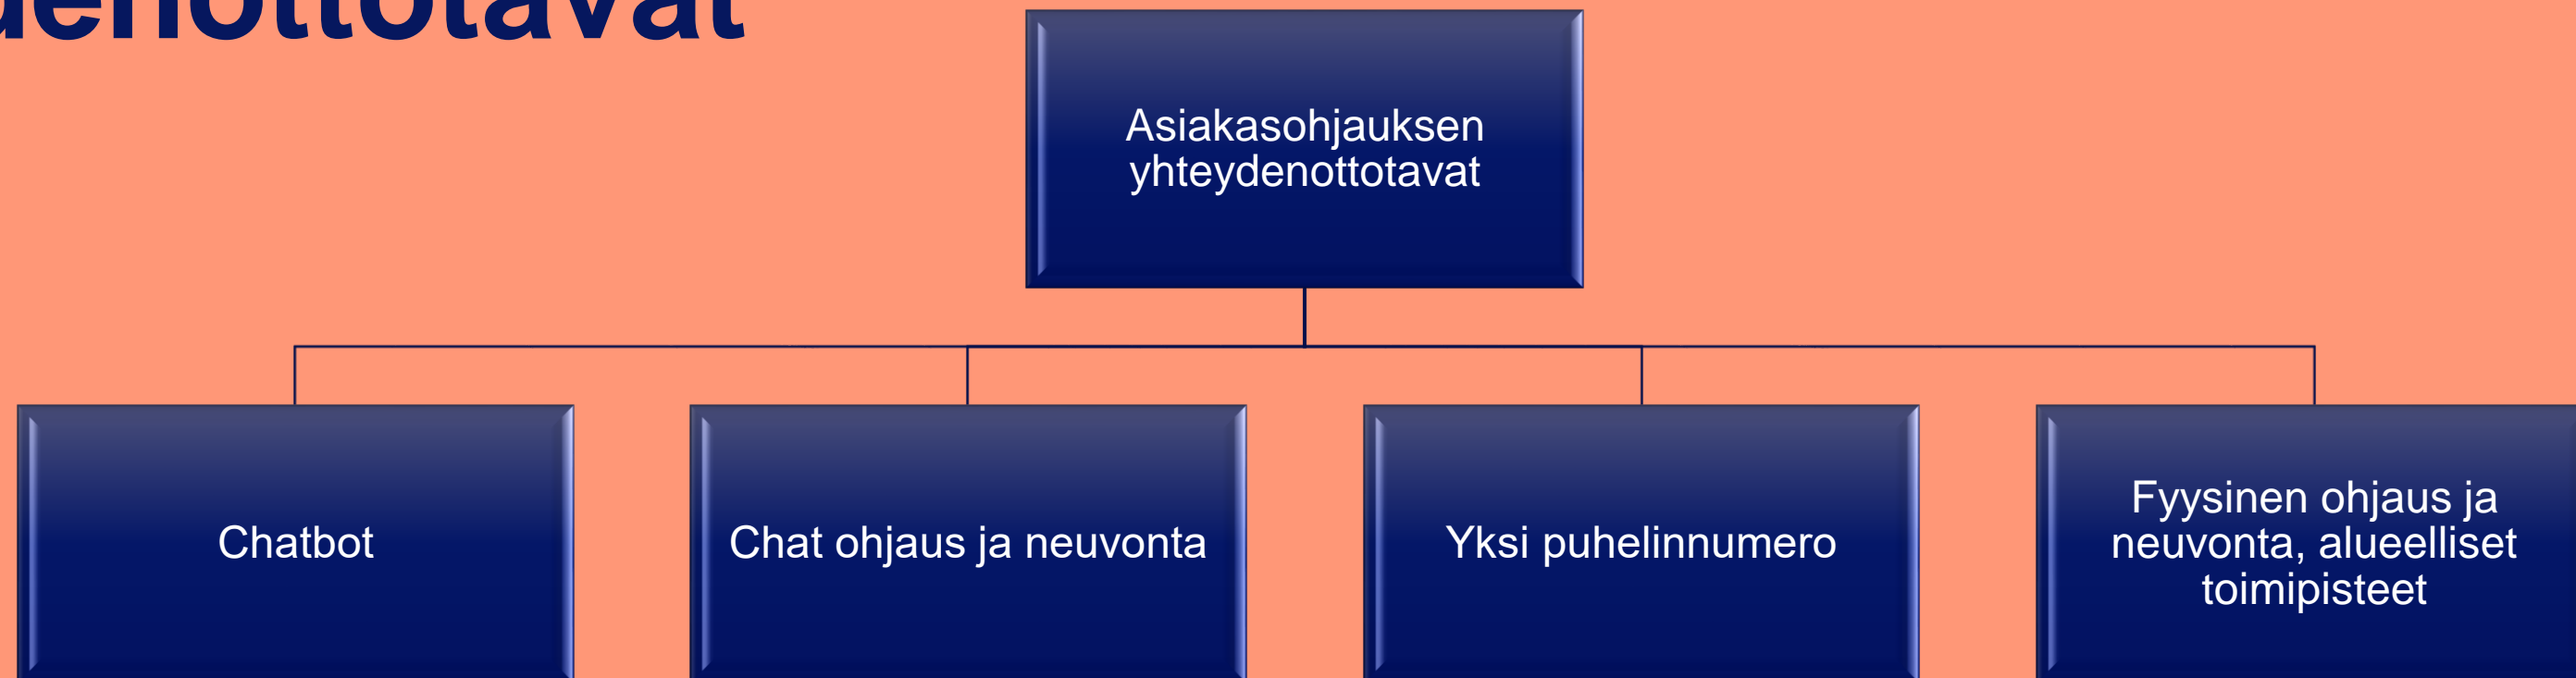 Asiakasohjauksen
yhteydenottotavat
Chatbot
Chat ohjaus ja neuvonta
Yksi puhelinnumero
Fyysinen ohjaus ja
neuvonta, alueelliset
toimipisteet